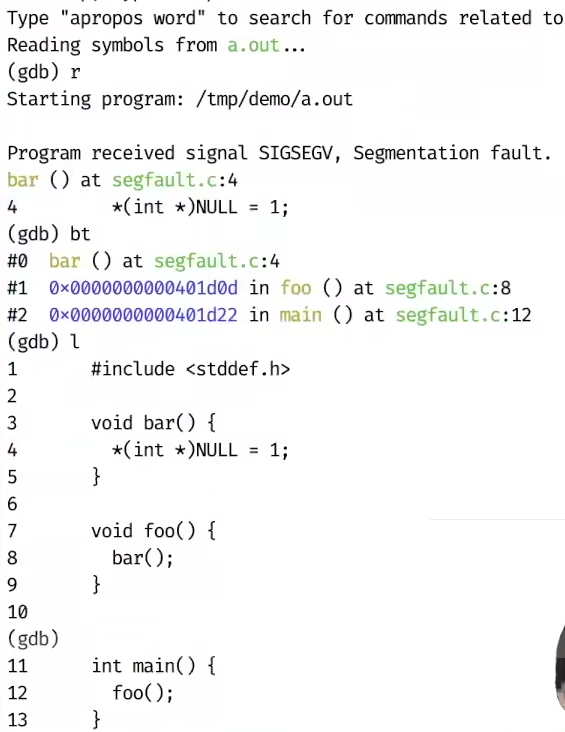 Type "apropos word" to search for commands related to
Reading symbols from a.out...
(gdb) r
Starting program: /tmp/demo/a.out
Program received signal SIGSEGV, Segmentation fault.
bar () at segfault.c:4
4         *(int *)NULL = 1;
(gdb) bt
#0  bar () at segfault.c:4
#1  0x0000000000401d0d in foo () at segfault.c:8
#2  0x0000000000401d22 in main () at segfault.c:12
(gdb) l
1       #include <stddef.h>
2
3       void bar() {
4         *(int *)NULL = 1;
5       }
6
7       void foo() {
8         bar();
9       }
10
(gdb)
11      int main() {
12        foo();
13      }